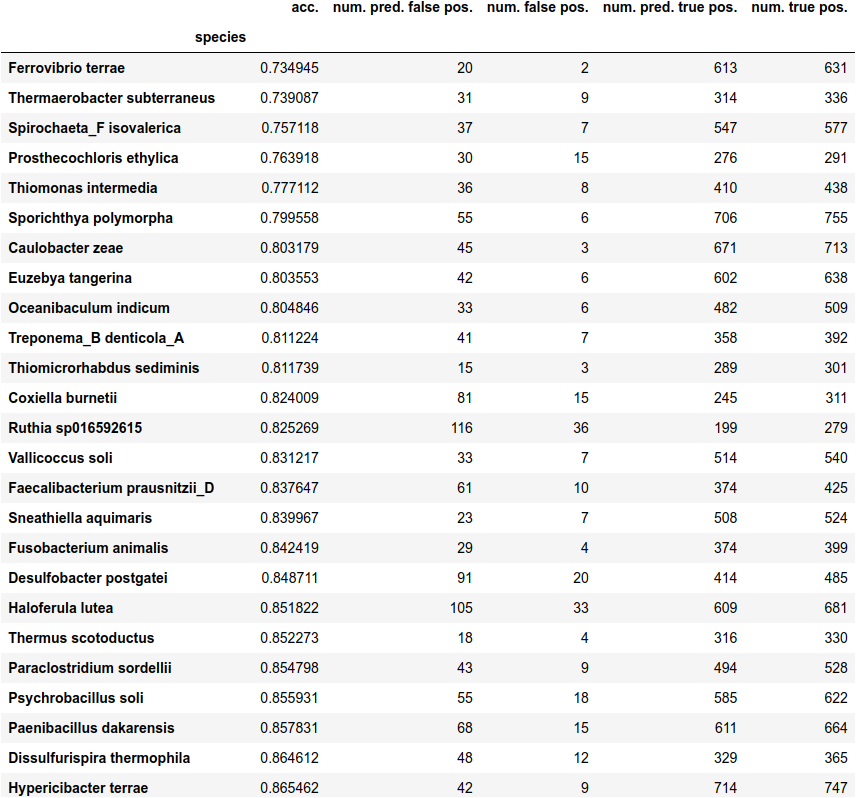 acc. num. pred. false pos. num. false pos. num. pred. true pos. num. true pos.
species
Ferrovibrio terrae 0.734945 20 2 613 631
Thermaerobacter subterraneus 0.739087 31 9 314 336
Spirochaeta_F isovalerica 0.757118 37 7 547 577
Prosthecochloris ethylica 0.763918 30 15 276 291
Thiomonas intermedia 0.777112 36 8 410 438
Sporichthya polymorpha 0.799558 55 6 706 755
Caulobacter zeae 0.803179 45 3 671 713
Euzebya tangerina 0.803553 42 6 602 638
Oceanibaculum indicum 0.804846 33 6 482 509
Treponema_B denticola_A 0.811224 41 7 358 392
Thiomicrorhabdus sediminis 0.811739 15 3 289 301
Coxiella burnetii 0.824009 81 15 245 311
Ruthia sp016592615 0.825269 116 36 199 279
Vallicoccus soli 0.831217 33 7 514 540
Faecalibacterium prausnitzii_D 0.837647 61 10 374 425
Sneathiella aquimaris 0.839967 23 7 508 524
Fusobacterium animalis 0.842419 29 4 374 399
Desulfobacter postgatei 0.848711 91 20 414 485
Haloferula lutea 0.851822 105 33 609 681
Thermus scotoductus 0.852273 18 4 316 330
Paraclostridium sordellii 0.854798 43 9 494 528
Psychrobacillus soli 0.855931 55 18 585 622
Paenibacillus dakarensis 0.857831 68 15 611 664
Dissulfurispira thermophila 0.864612 48 12 329 365
Hypericibacter terrae 0.865462 42 9 714 747